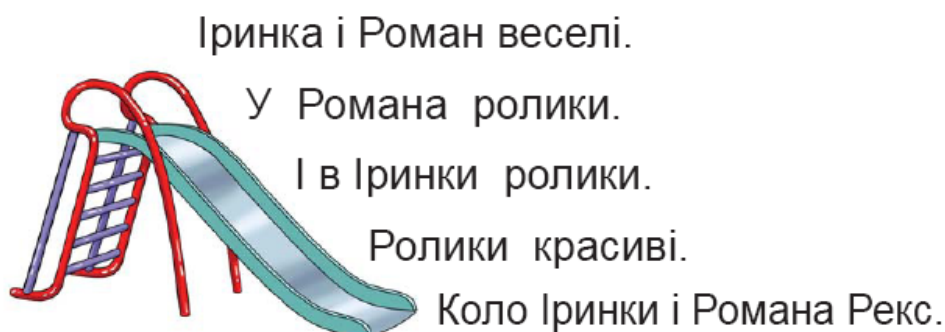 Іринка і Роман веселі.
У Романа ролики.
І в Іринки ролики.
Ролики красиві.
Коло Іринки і Романа Рекс.